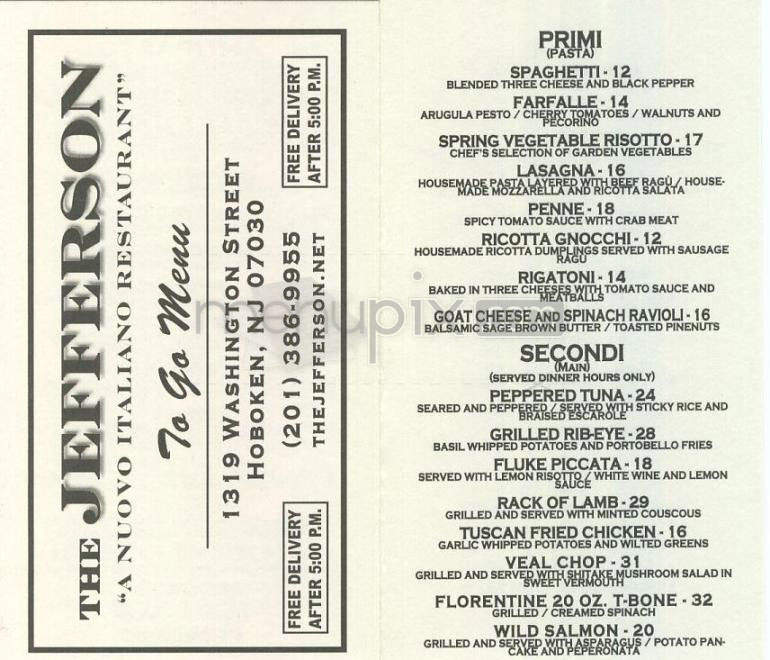 THE JEFFERSON
"A NUOVO ITALIANO RESTAURANT"
To Go Menu
1319 WASHINGTON STREET
HOBOKEN, NJ 07030
(201) 386-9955
THEJEFFERSON.NET
FREE DELIVERY
AFTER 5:00 P.M.
FREE DELIVERY
AFTER 5:00 P.M.
menupix
PRIMI
(PASTA)
SPAGHETTI - 12
BLENDED THREE CHEESE AND BLACK PEPPER
FARFALLE - 14
ARUGULA PESTO / CHERRY TOMATOES / WALNUTS AND
PECORINO
SPRING VEGETABLE RISOTTO - 17
CHEF'S SELECTION OF GARDEN VEGETABLES
LASAGNA - 16
HOUSEMADE PASTA LAYERED WITH BEEF RAGÙ / HOUSE-
MADE MOZZARELLA AND RICOTTA SALATA
PENNE - 18
SPICY TOMATO SAUCE WITH CRAB MEAT
RICOTTA GNOCCHI - 12
HOUSEMADE RICOTTA DUMPLINGS SERVED WITH SAUSAGE
RAGÙ
RIGATONI - 14
BAKED IN THREE CHEESES WITH TOMATO SAUCE AND
MEATBALLS
GOAT CHEESE AND SPINACH RAVIOLI - 16
BALSAMIC SAGE BROWN BUTTER / TOASTED PINENUTS
SECONDI
(MAIN)
(SERVED DINNER HOURS ONLY)
PEPPERED TUNA - 24
SEARED AND PEPPERED / SERVED WITH STICKY RICE AND
BRAISED ESCAROLE
GRILLED RIB-EYE - 28
BASIL WHIPPED POTATOES AND PORTOBELLO FRIES
FLUKE PICCATA - 18
SERVED WITH LEMON RISOTTO / WHITE WINE AND LEMON
SAUCE
RACK OF LAMB - 29
GRILLED AND SERVED WITH MINTED COUSCOUS
TUSCAN FRIED CHICKEN - 16
GARLIC WHIPPED POTATOES AND WILTED GREENS
VEAL CHOP - 31
GRILLED AND SERVED WITH SHITAKE MUSHROOM SALAD IN
SWEET VERMOUTH
FLORENTINE 20 OZ. T-BONE - 32
GRILLED / CREAMED SPINACH
WILD SALMON - 20
GRILLED AND SERVED WITH ASPARAGUS / POTATO PAN-
CAKE AND PEPERONATA